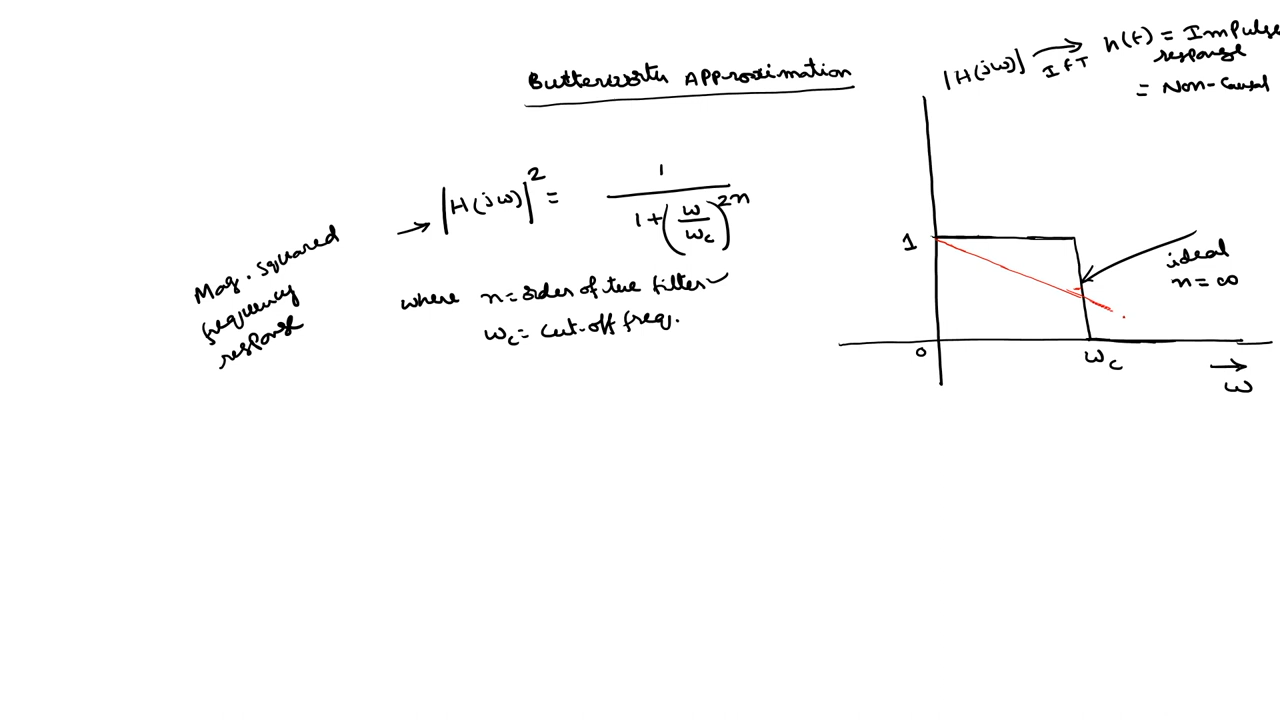 Butterworth Approximation
|H(jω)| → IFT h(t) = Impulse
response
= Non-Causal
→ |H(jω)|² = 1 / (1 + (ω/ωc)^2n)
Mag. squared
frequency
response
where n = order of the filter
ωc = cut-off freq.
1
ideal
n = ∞
0
ωc
→
ω